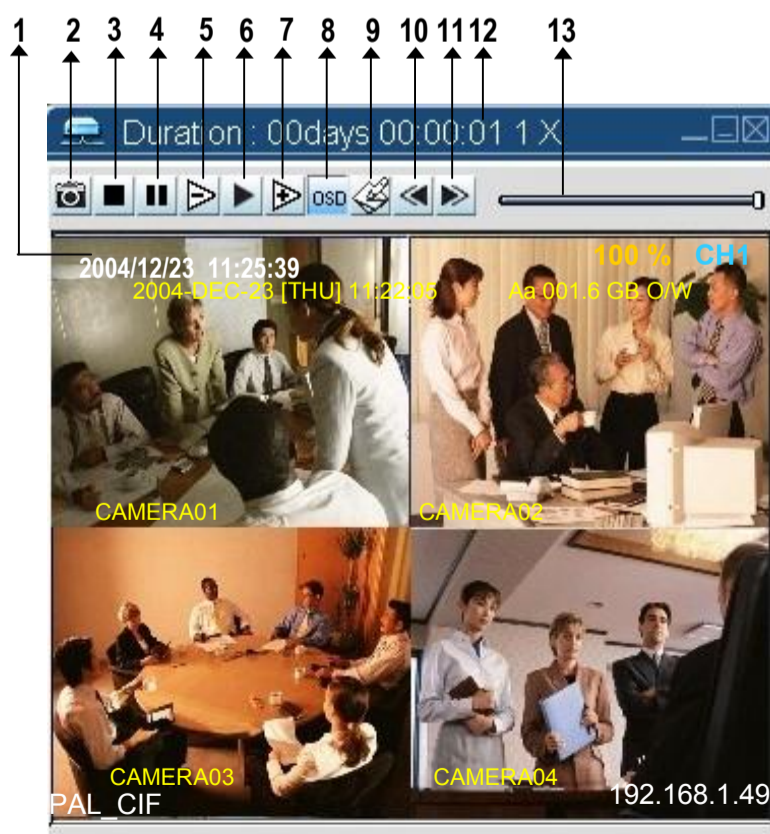 1 2 3 4 5 6 7 8 9 10 11 12 13
Duration : 00days 00:00:01 1 X
OSD
100 % CH1
2004/12/23 11:25:39
2004-DEC-23 [THU] 11:22:05 Aa 001.6 GB O/W
CAMERA01 CAMERA02
CAMERA03 CAMERA04
PAL_CIF 192.168.1.49